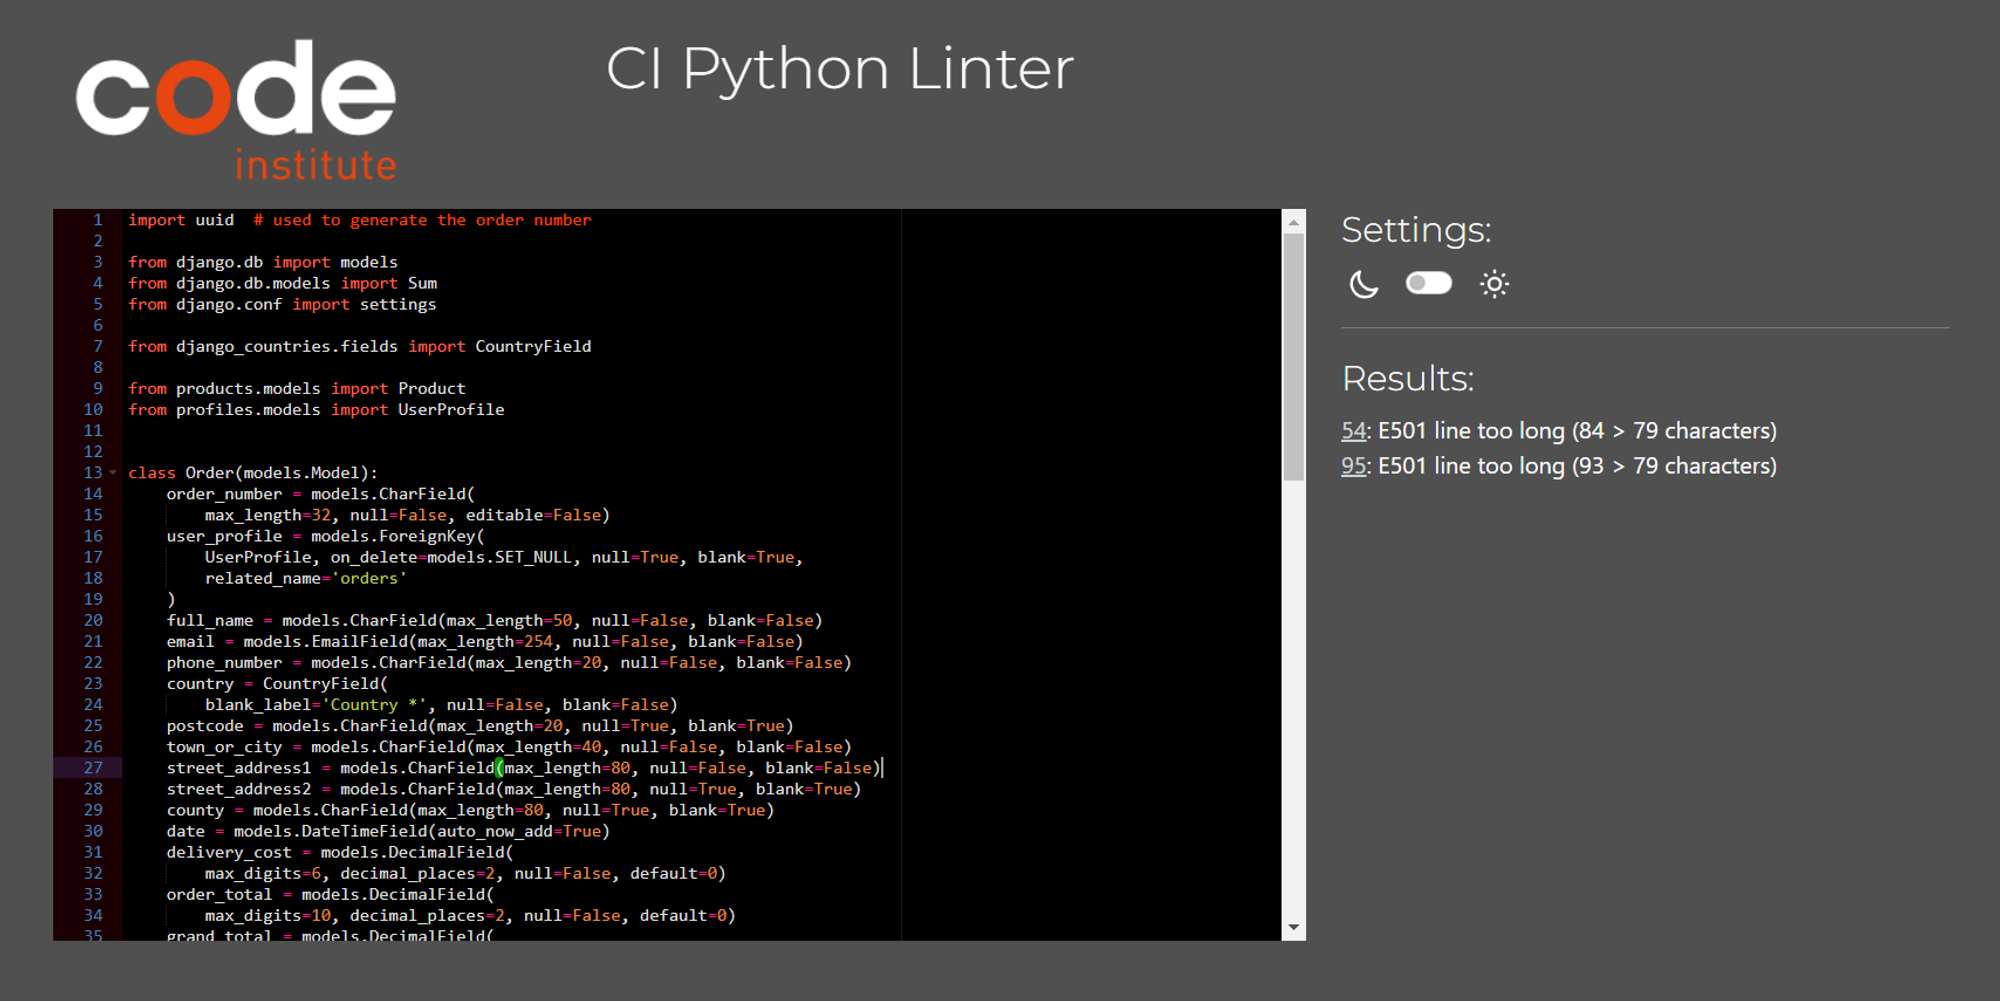 code
institute
CI Python Linter
1 import uuid  # used to generate the order number
2
3 from django.db import models
4 from django.db.models import Sum
5 from django.conf import settings
6
7 from django_countries.fields import CountryField
8
9 from products.models import Product
10 from profiles.models import UserProfile
11
12
13 class Order(models.Model):
14     order_number = models.CharField(
15         max_length=32, null=False, editable=False)
16     user_profile = models.ForeignKey(
17         UserProfile, on_delete=models.SET_NULL, null=True, blank=True,
18         related_name='orders'
19     )
20     full_name = models.CharField(max_length=50, null=False, blank=False)
21     email = models.EmailField(max_length=254, null=False, blank=False)
22     phone_number = models.CharField(max_length=20, null=False, blank=False)
23     country = CountryField(
24         blank_label='Country *', null=False, blank=False)
25     postcode = models.CharField(max_length=20, null=True, blank=True)
26     town_or_city = models.CharField(max_length=40, null=False, blank=False)
27     street_address1 = models.CharField(max_length=80, null=False, blank=False)
28     street_address2 = models.CharField(max_length=80, null=True, blank=True)
29     county = models.CharField(max_length=80, null=True, blank=True)
30     date = models.DateTimeField(auto_now_add=True)
31     delivery_cost = models.DecimalField(
32         max_digits=6, decimal_places=2, null=False, default=0)
33     order_total = models.DecimalField(
34         max_digits=10, decimal_places=2, null=False, default=0)
35     grand_total = models.DecimalField(
Settings:
Results:
54: E501 line too long (84 > 79 characters)
95: E501 line too long (93 > 79 characters)